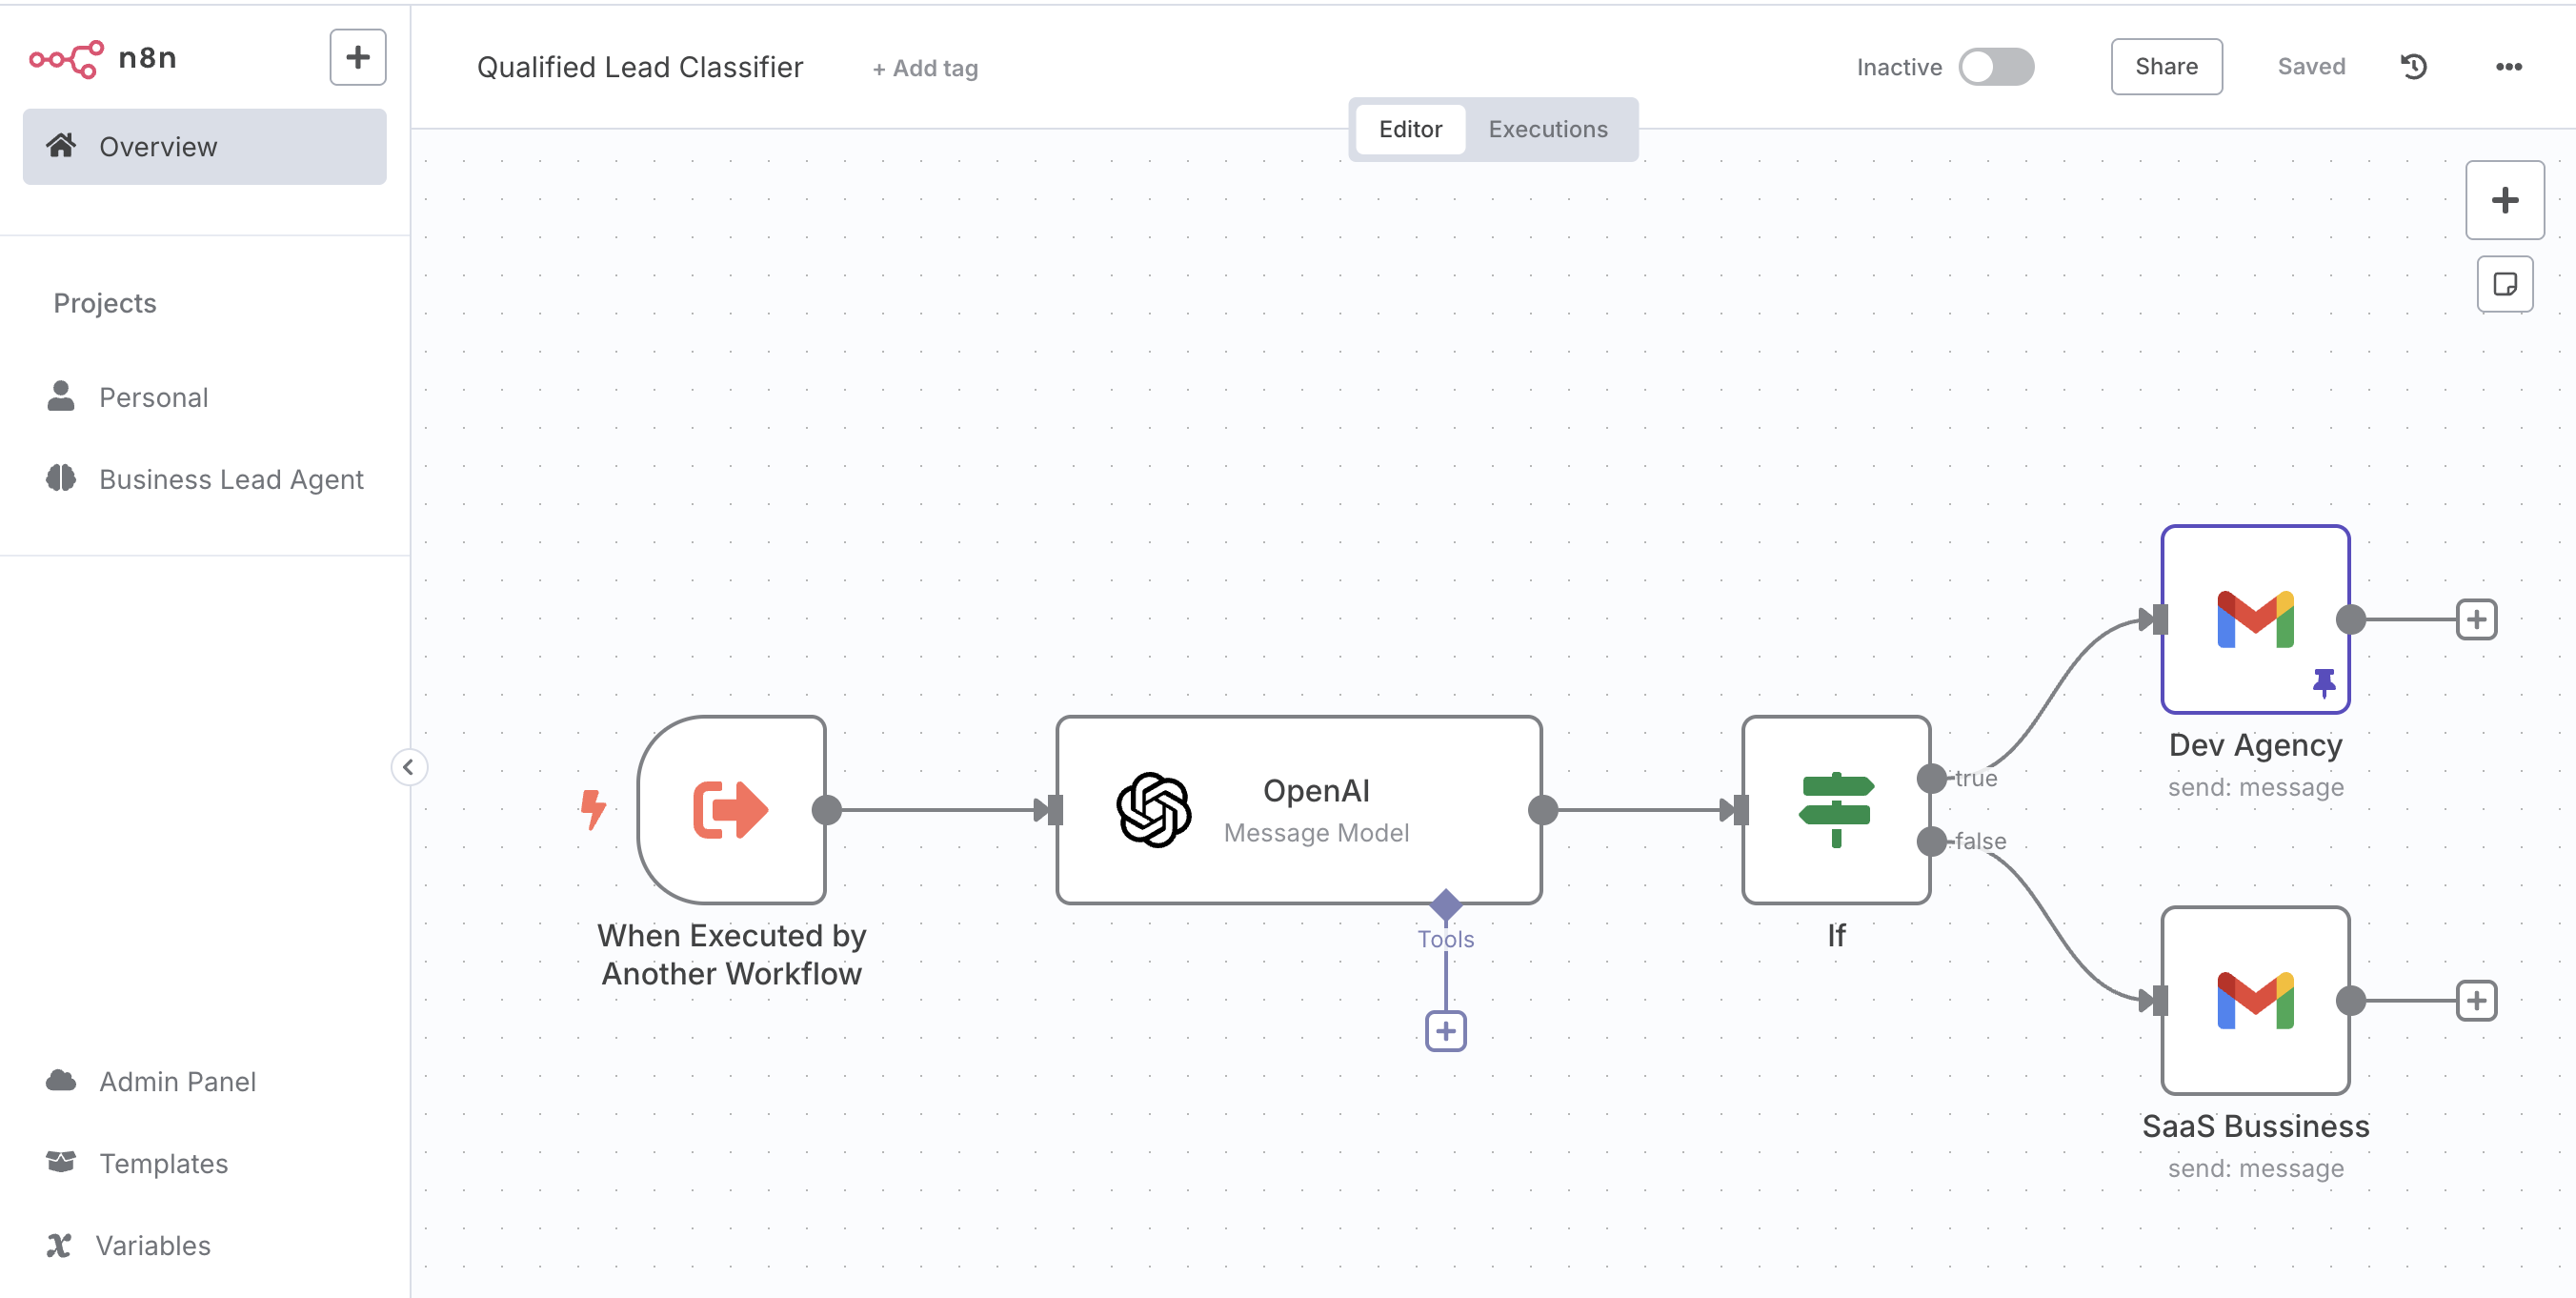 n8n
Overview
Projects
Personal
Business Lead Agent
Admin Panel
Templates
Variables
Qualified Lead Classifier
+ Add tag
Inactive
Share
Saved
Editor
Executions
When Executed by
Another Workflow
OpenAI
Message Model
Tools
If
true
false
Dev Agency
send: message
SaaS Bussiness
send: message